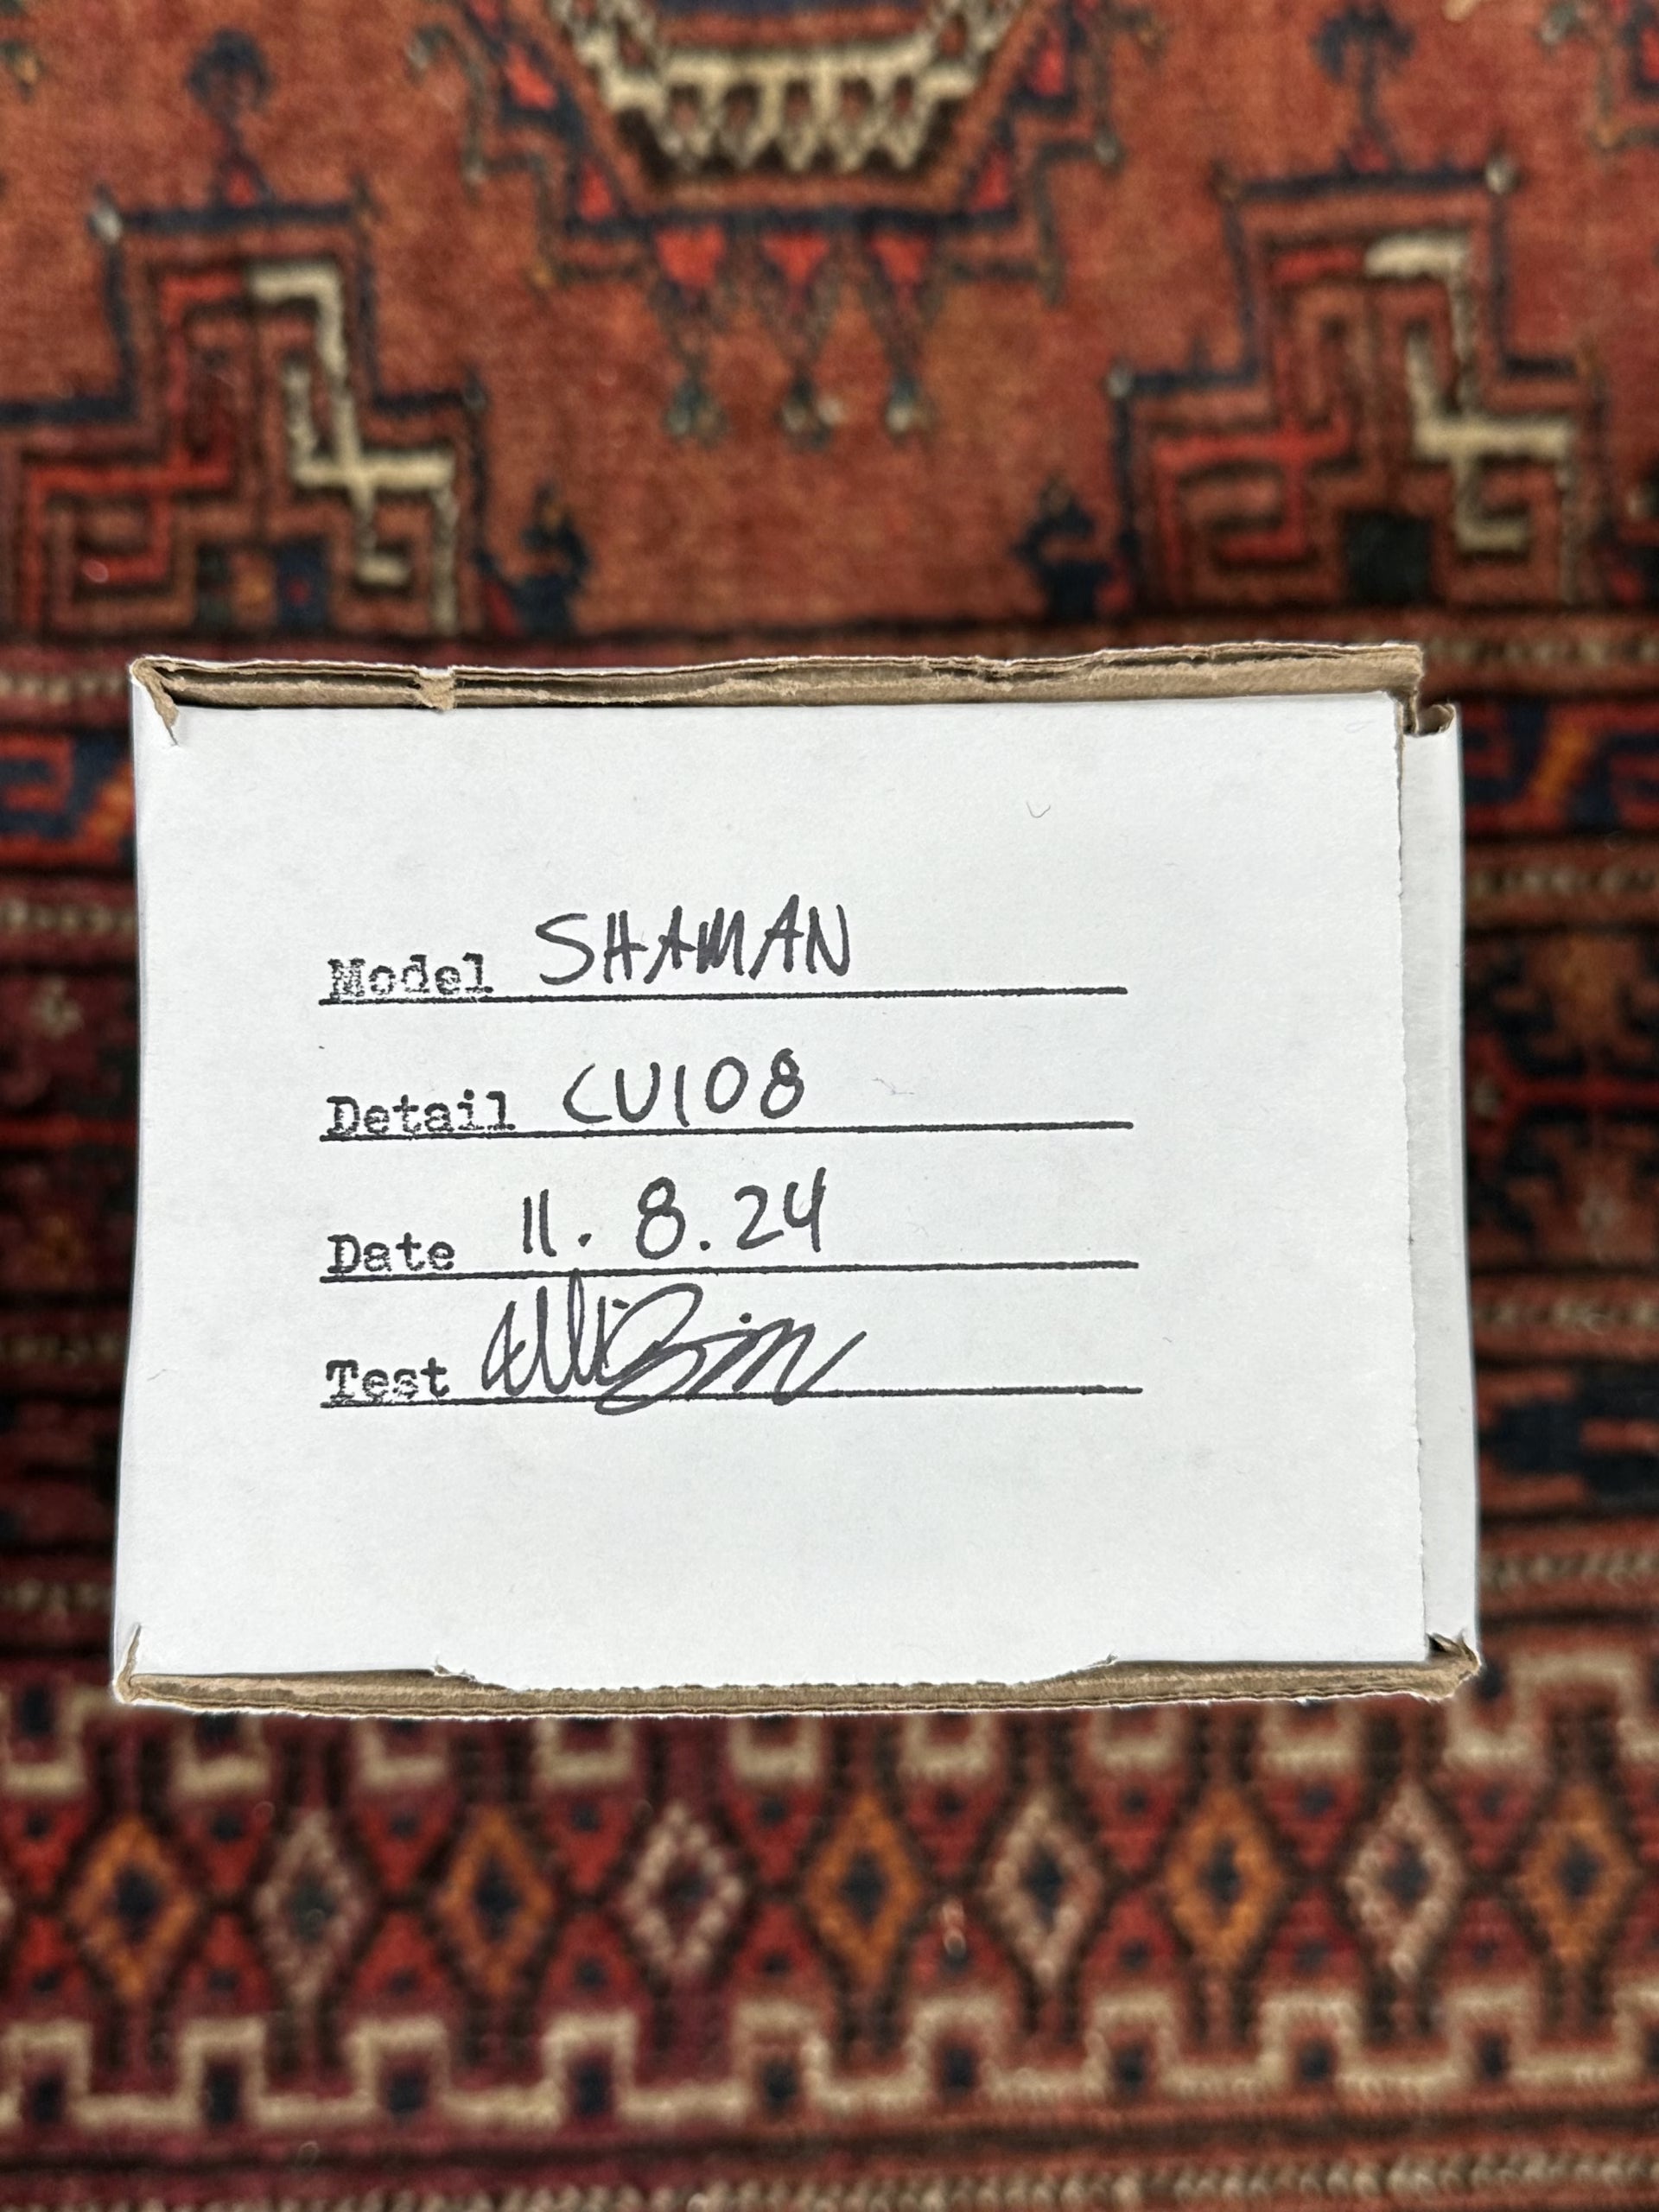 Model SHAMAN
Detail CU108
Date 11.8.24
Test